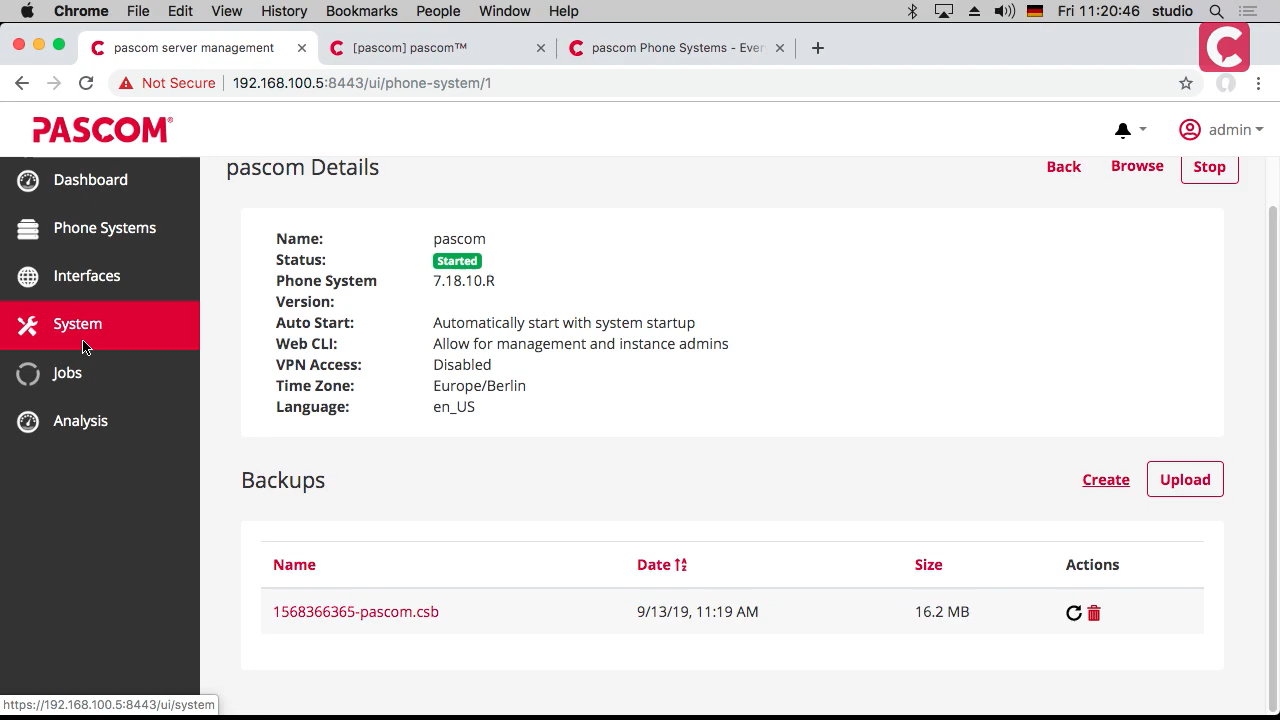 Chrome File Edit View History Bookmarks People Window Help Fri 11:20:46 studio
pascom server management [pascom] pascom™ pascom Phone Systems - Ever
Not Secure 192.168.100.5:8443/ui/phone-system/1
PASCOM® admin
Dashboard
Phone Systems
Interfaces
System
Jobs
Analysis
pascom Details Back Browse Stop
Name: pascom
Status: Started
Phone System 7.18.10.R
Version:
Auto Start: Automatically start with system startup
Web CLI: Allow for management and instance admins
VPN Access: Disabled
Time Zone: Europe/Berlin
Language: en_US
Backups Create Upload
Name Date Size Actions
1568366365-pascom.csb 9/13/19, 11:19 AM 16.2 MB
https://192.168.100.5:8443/ui/system